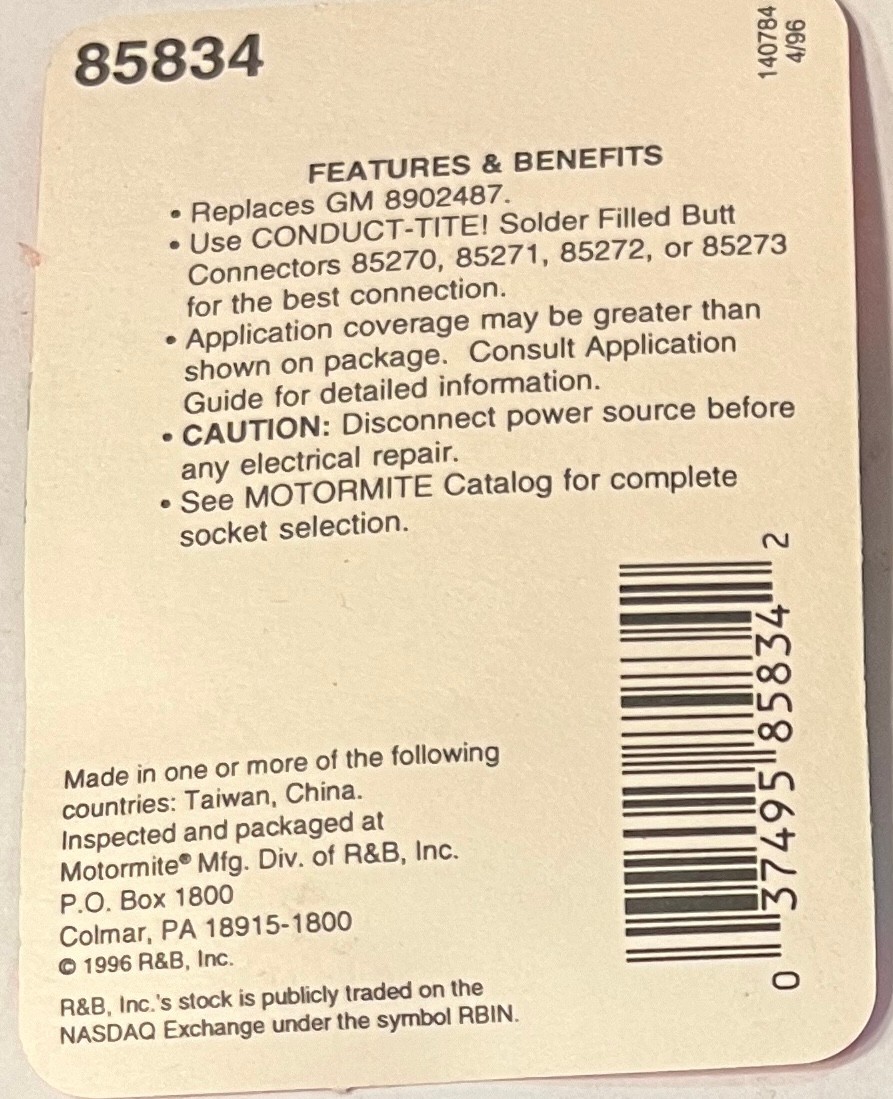 85834
140784
4/96
FEATURES & BENEFITS
• Replaces GM 8902487.
• Use CONDUCT-TITE! Solder Filled Butt
Connectors 85270, 85271, 85272, or 85273
for the best connection.
• Application coverage may be greater than
shown on package. Consult Application
Guide for detailed information.
• CAUTION: Disconnect power source before
any electrical repair.
• See MOTORMITE Catalog for complete
socket selection.
0 37495 85834 2
Made in one or more of the following
countries: Taiwan, China.
Inspected and packaged at
Motormite® Mfg. Div. of R&B, Inc.
P.O. Box 1800
Colmar, PA 18915-1800
© 1996 R&B, Inc.
R&B, Inc.'s stock is publicly traded on the
NASDAQ Exchange under the symbol RBIN.